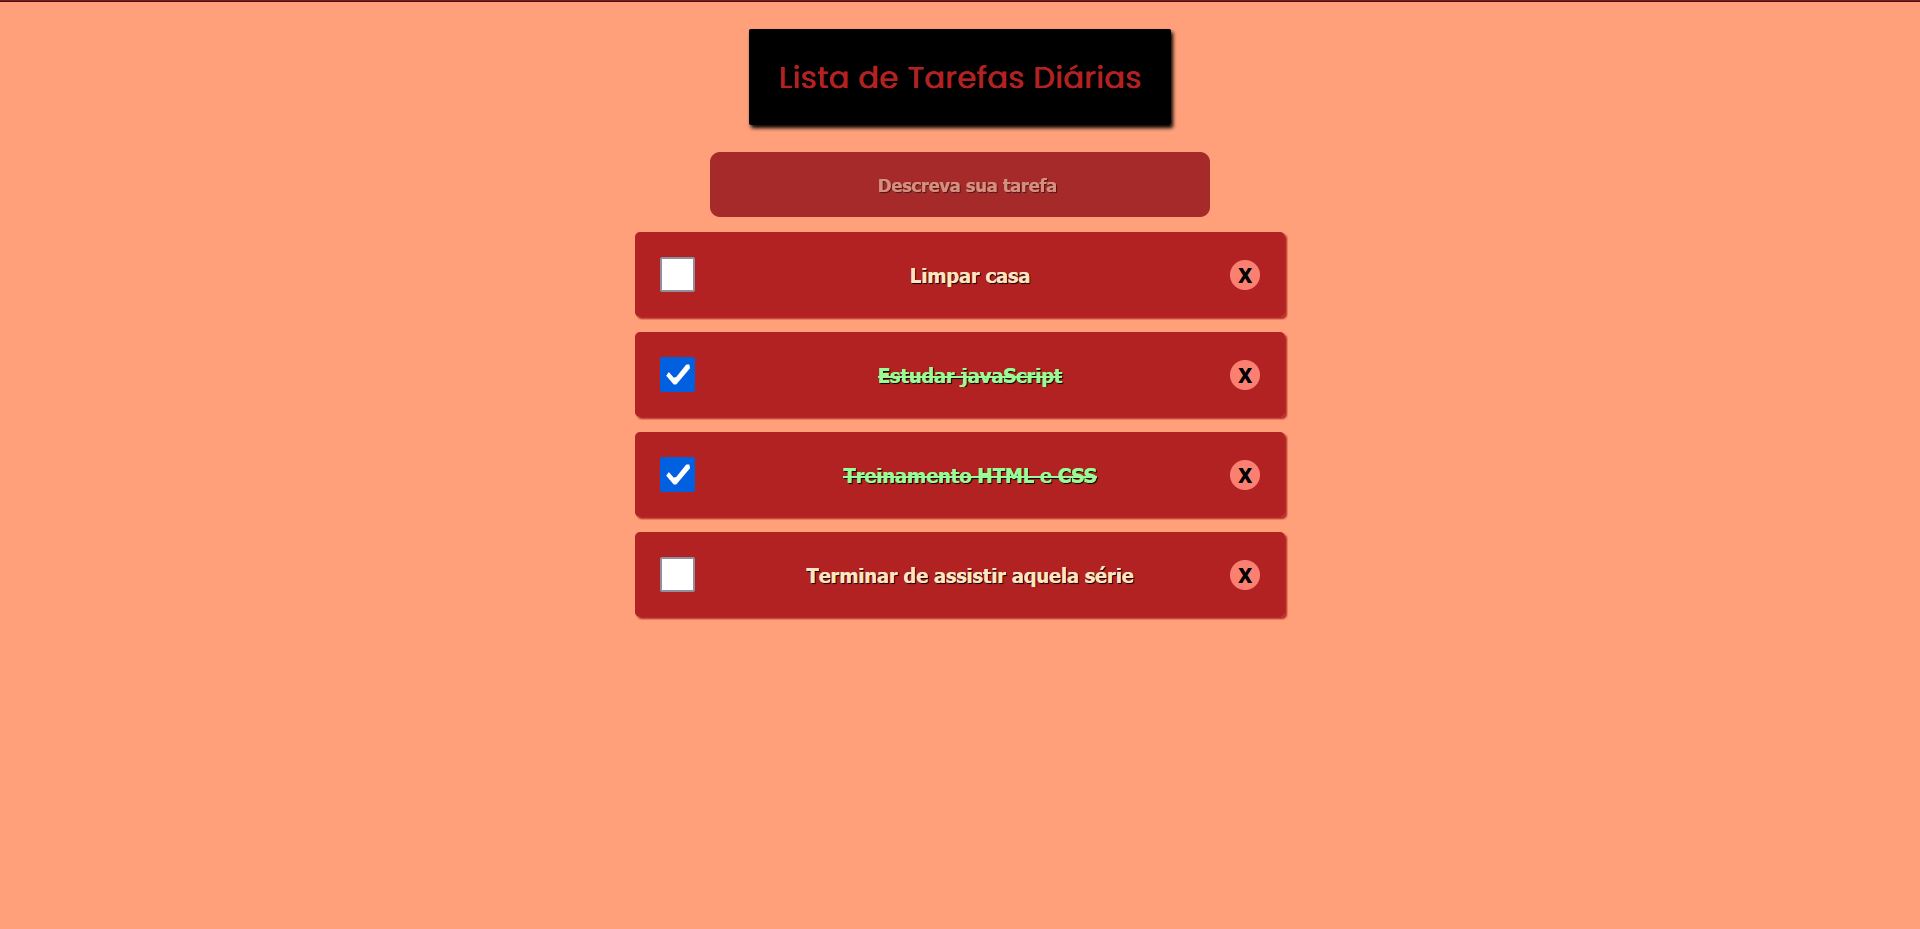 Lista de Tarefas Diárias
Descreva sua tarefa
Limpar casa
X
Estudar javaScript
X
Treinamento HTML e CSS
X
Terminar de assistir aquela série
X